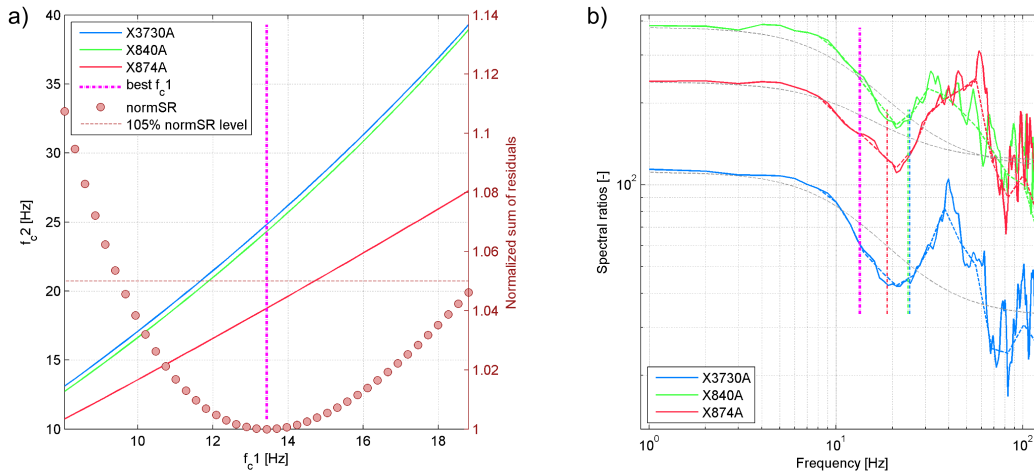 a)
40
35
30
25
20
15
10
f_c2 [Hz]
X3730A
X840A
X874A
best f_c1
normSR
105% normSR level
10
12
14
16
18
f_c1 [Hz]
1.14
1.12
1.1
1.08
1.06
1.04
1.02
1
Normalized sum of residuals
b)
10^2
Spectral ratios [-]
X3730A
X840A
X874A
10^0
10^1
10^2
Frequency [Hz]